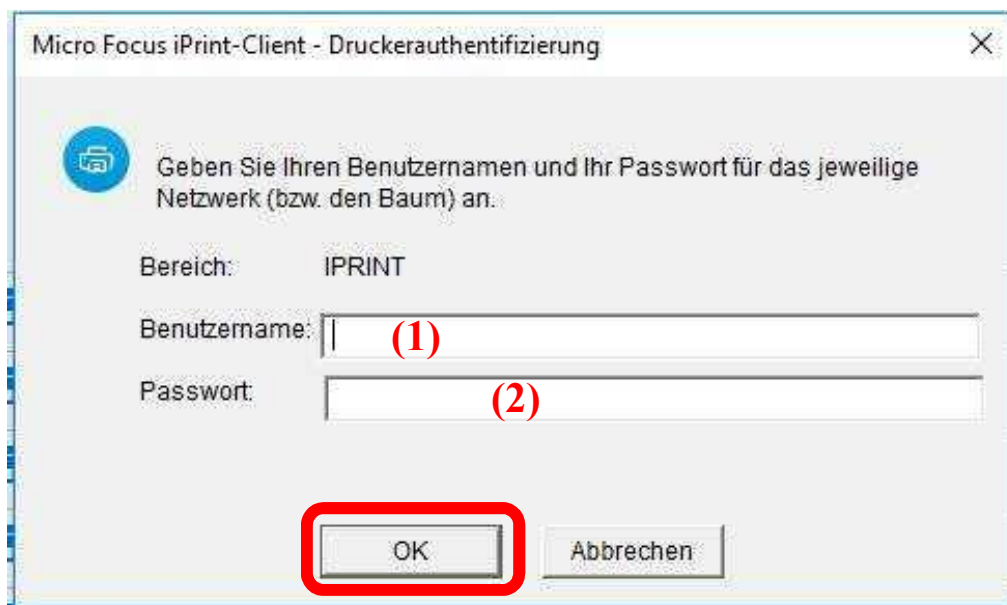 Micro Focus iPrint-Client - Druckerauthentifizierung
Geben Sie Ihren Benutzernamen und Ihr Passwort für das jeweilige
Netzwerk (bzw. den Baum) an.
Bereich: IPRINT
Benutzername: (1)
Passwort: (2)
OK Abbrechen